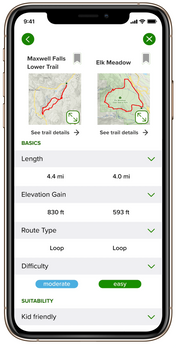 9:41
Maxwell Falls Elk Meadow
Lower Trail
See trail details See trail details
BASICS
Length
4.4 mi 4.0 mi
Elevation Gain
830 ft 593 ft
Route Type
Loop Loop
Difficulty
moderate easy
SUITABILITY
Kid friendly